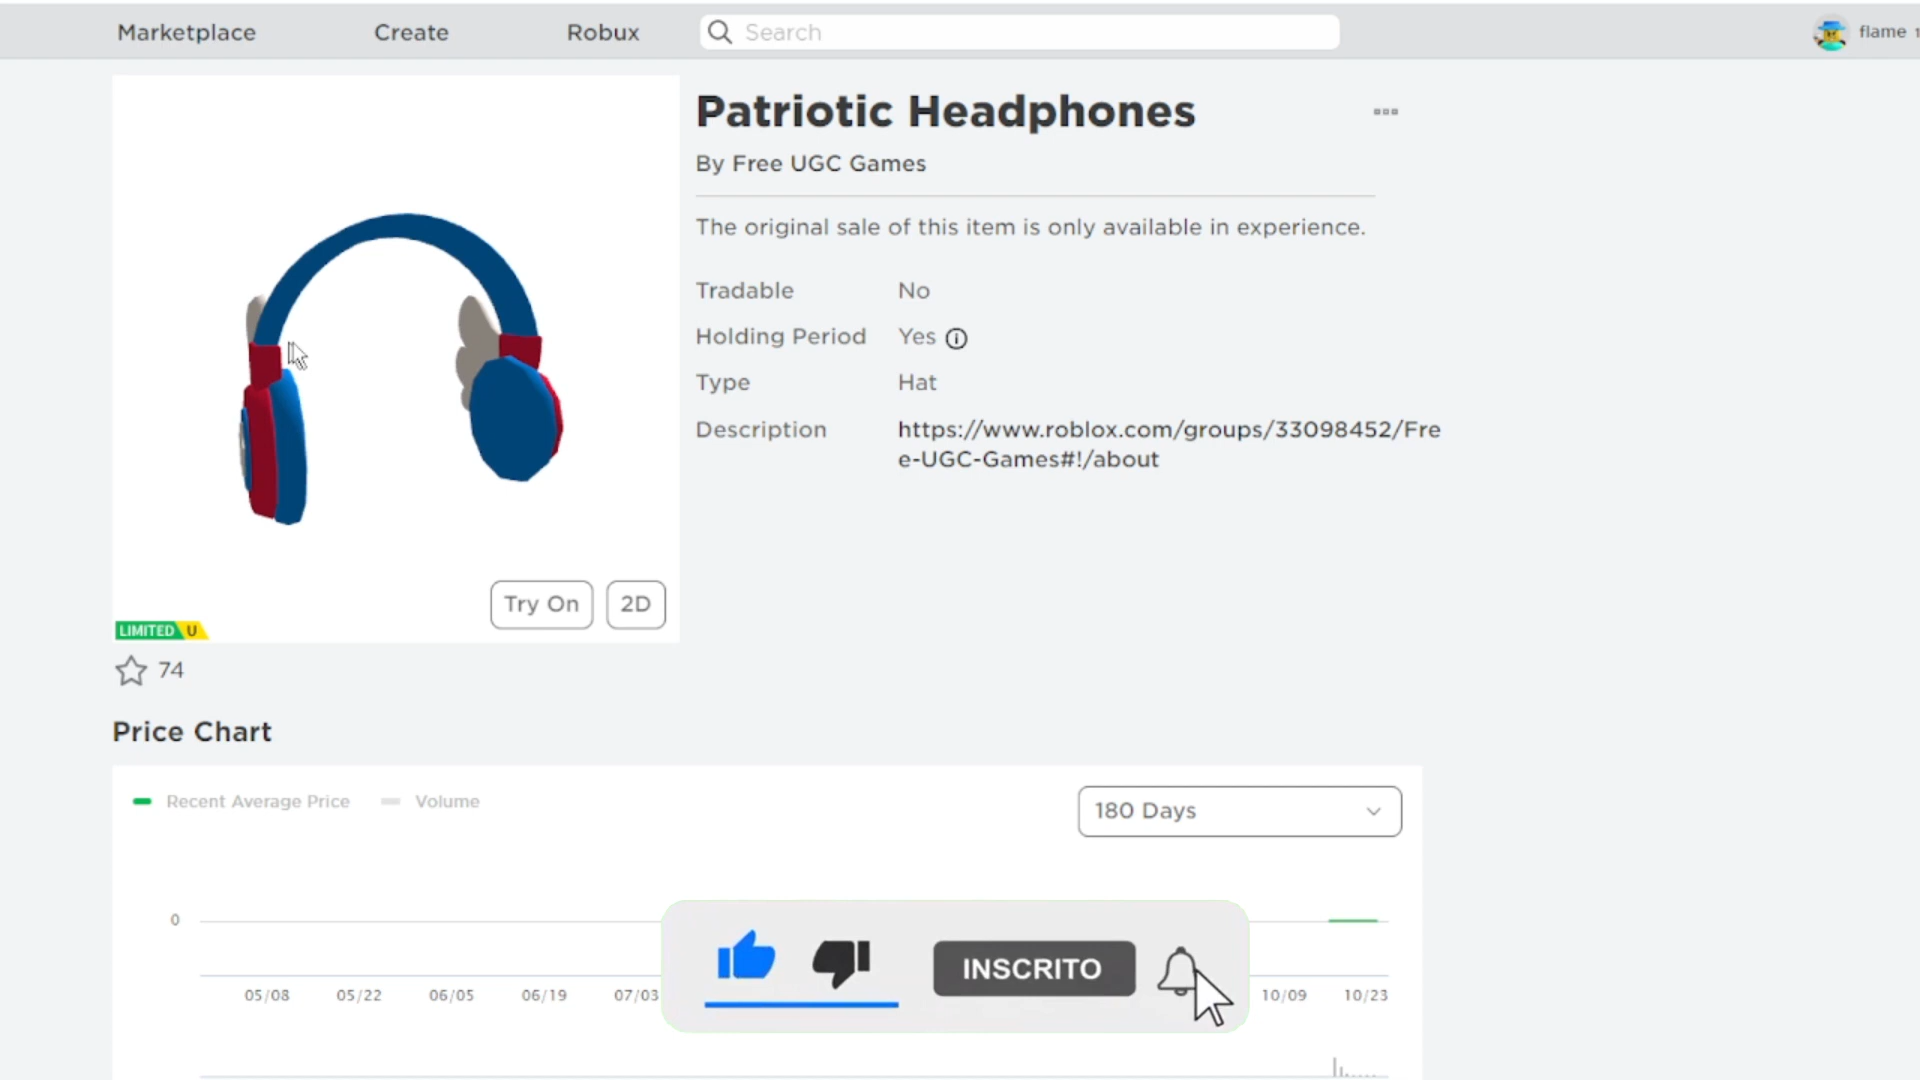 Marketplace
Create
Robux
Search
flame
Patriotic Headphones
By Free UGC Games
The original sale of this item is only available in experience.
Tradable No
Holding Period Yes
Type Hat
Description https://www.roblox.com/groups/33098452/Fre
e-UGC-Games#!/about
Try On
2D
LIMITED U
74
Price Chart
Recent Average Price
Volume
180 Days
0
INSCRITO
05/08 05/22 06/05 06/19 07/03 10/09 10/23